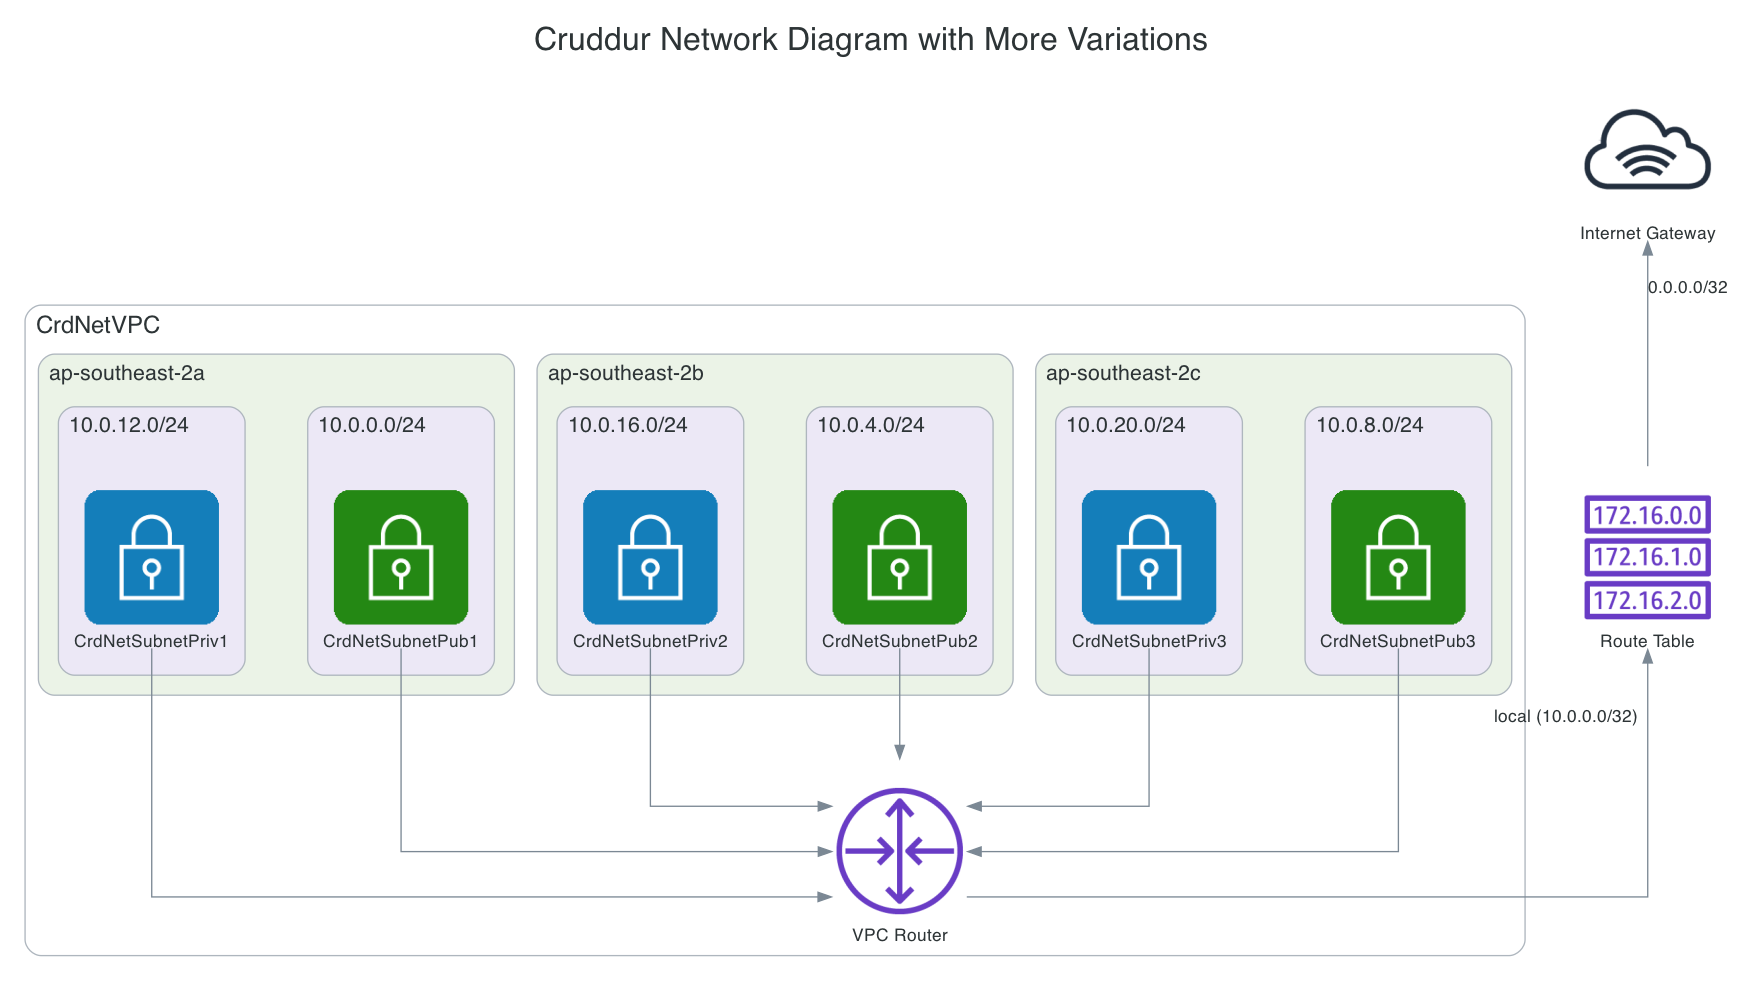 Cruddur Network Diagram with More Variations
Internet Gateway
0.0.0.0/32
CrdNetVPC
ap-southeast-2a
ap-southeast-2b
ap-southeast-2c
10.0.12.0/24
10.0.0.0/24
10.0.16.0/24
10.0.4.0/24
10.0.20.0/24
10.0.8.0/24
172.16.0.0
172.16.1.0
172.16.2.0
CrdNetSubnetPriv1
CrdNetSubnetPub1
CrdNetSubnetPriv2
CrdNetSubnetPub2
CrdNetSubnetPriv3
CrdNetSubnetPub3
Route Table
local (10.0.0.0/32)
VPC Router